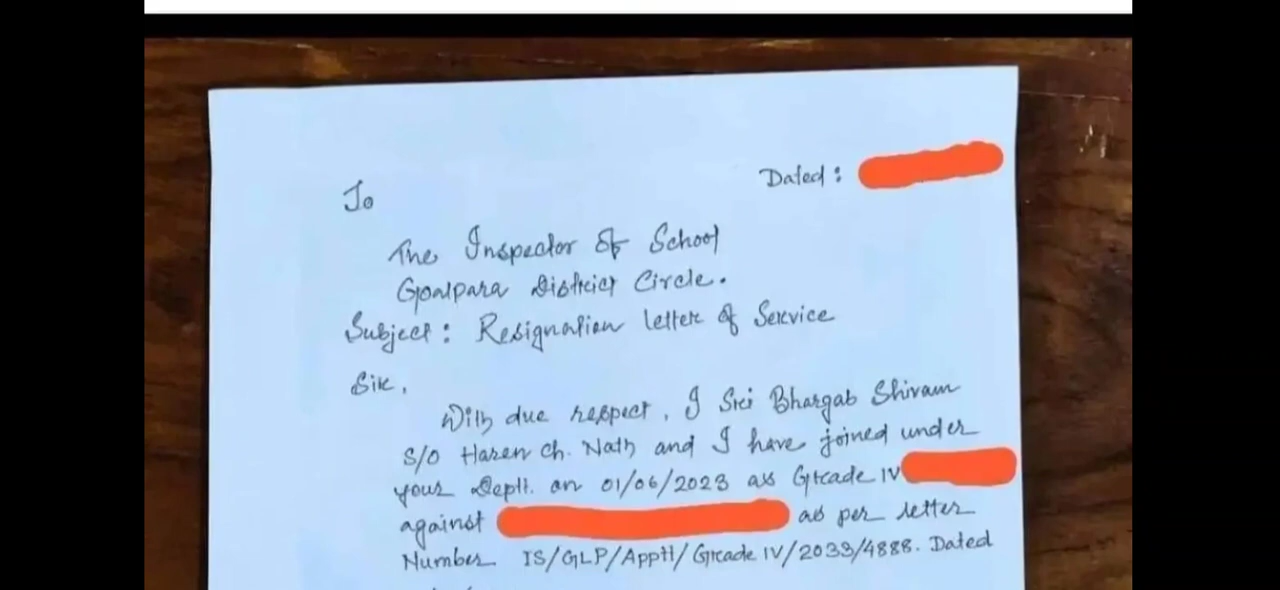 Dated :
To
The Inspector of School
Goalpara District Circle.
Subject : Resignation letter of Service
Sir,
With due respect, I Sri Bhargab Shivam
S/O Haren Ch. Nath and I have joined under
your Deptt. on 01/06/2023 as Grade IV
against as per letter
Number IS/GLP/Apptt/Grade IV/2033/4888. Dated